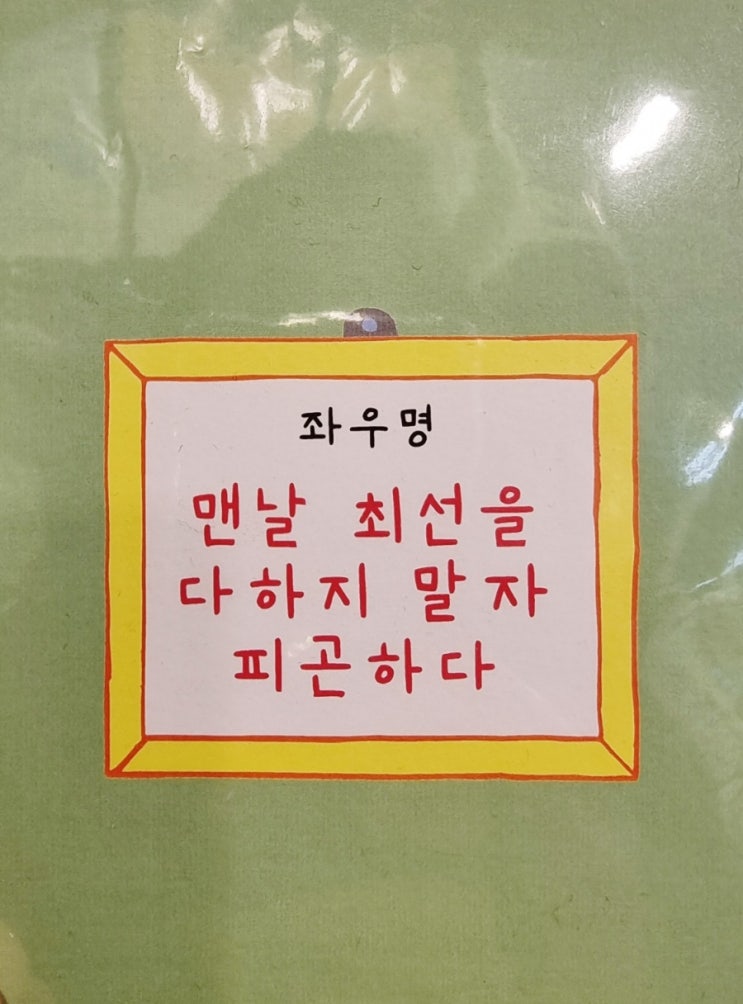 좌우명
맨날 최선을
다하지 말자
피곤하다